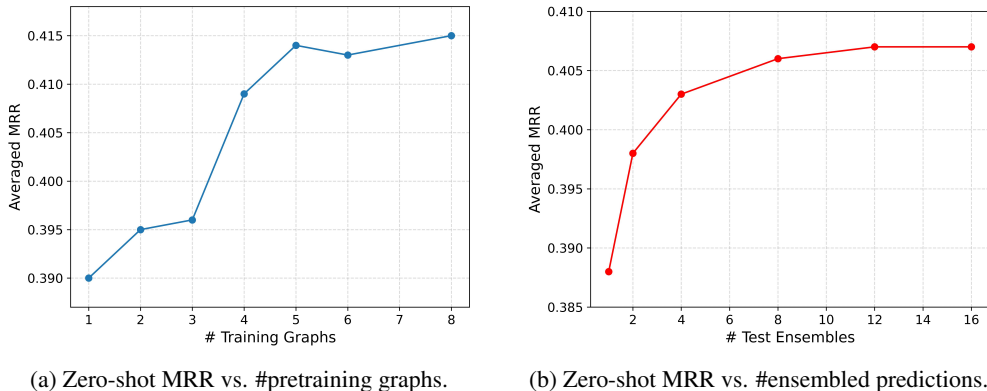 0.415
0.410
0.405
0.400
0.395
0.390
Averaged MRR
1 2 3 4 5 6 7 8
# Training Graphs
(a) Zero-shot MRR vs. #pretraining graphs.
0.410
0.405
0.400
0.395
0.390
0.385
Averaged MRR
2 4 6 8 10 12 14 16
# Test Ensembles
(b) Zero-shot MRR vs. #ensembled predictions.